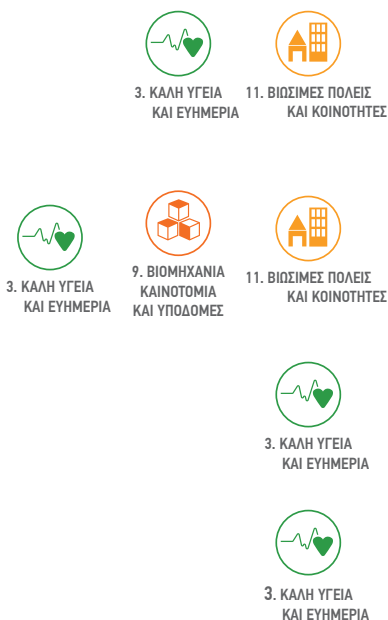 3. ΚΑΛΗ ΥΓΕΙΑ
ΚΑΙ ΕΥΗΜΕΡΙΑ
11. ΒΙΩΣΙΜΕΣ ΠΟΛΕΙΣ
ΚΑΙ ΚΟΙΝΟΤΗΤΕΣ
3. ΚΑΛΗ ΥΓΕΙΑ
ΚΑΙ ΕΥΗΜΕΡΙΑ
9. ΒΙΟΜΗΧΑΝΙΑ
ΚΑΙΝΟΤΟΜΙΑ
ΚΑΙ ΥΠΟΔΟΜΕΣ
11. ΒΙΩΣΙΜΕΣ ΠΟΛΕΙΣ
ΚΑΙ ΚΟΙΝΟΤΗΤΕΣ
3. ΚΑΛΗ ΥΓΕΙΑ
ΚΑΙ ΕΥΗΜΕΡΙΑ
3. ΚΑΛΗ ΥΓΕΙΑ
ΚΑΙ ΕΥΗΜΕΡΙΑ